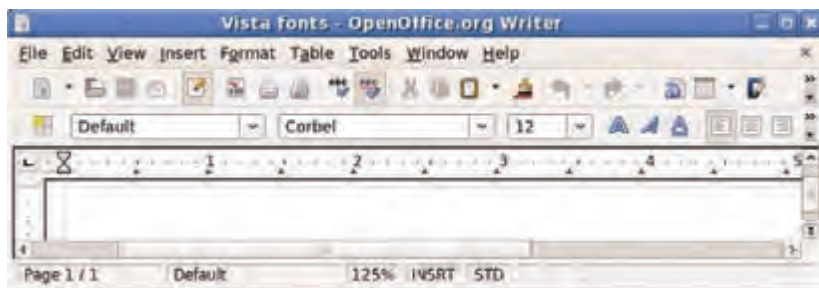 Vista fonts - OpenOffice.org Writer
File Edit View Insert Format Table Tools Window Help
Default Corbel 12
1 2 3 4 5
Page 1 / 1 Default 125% INSRT STD